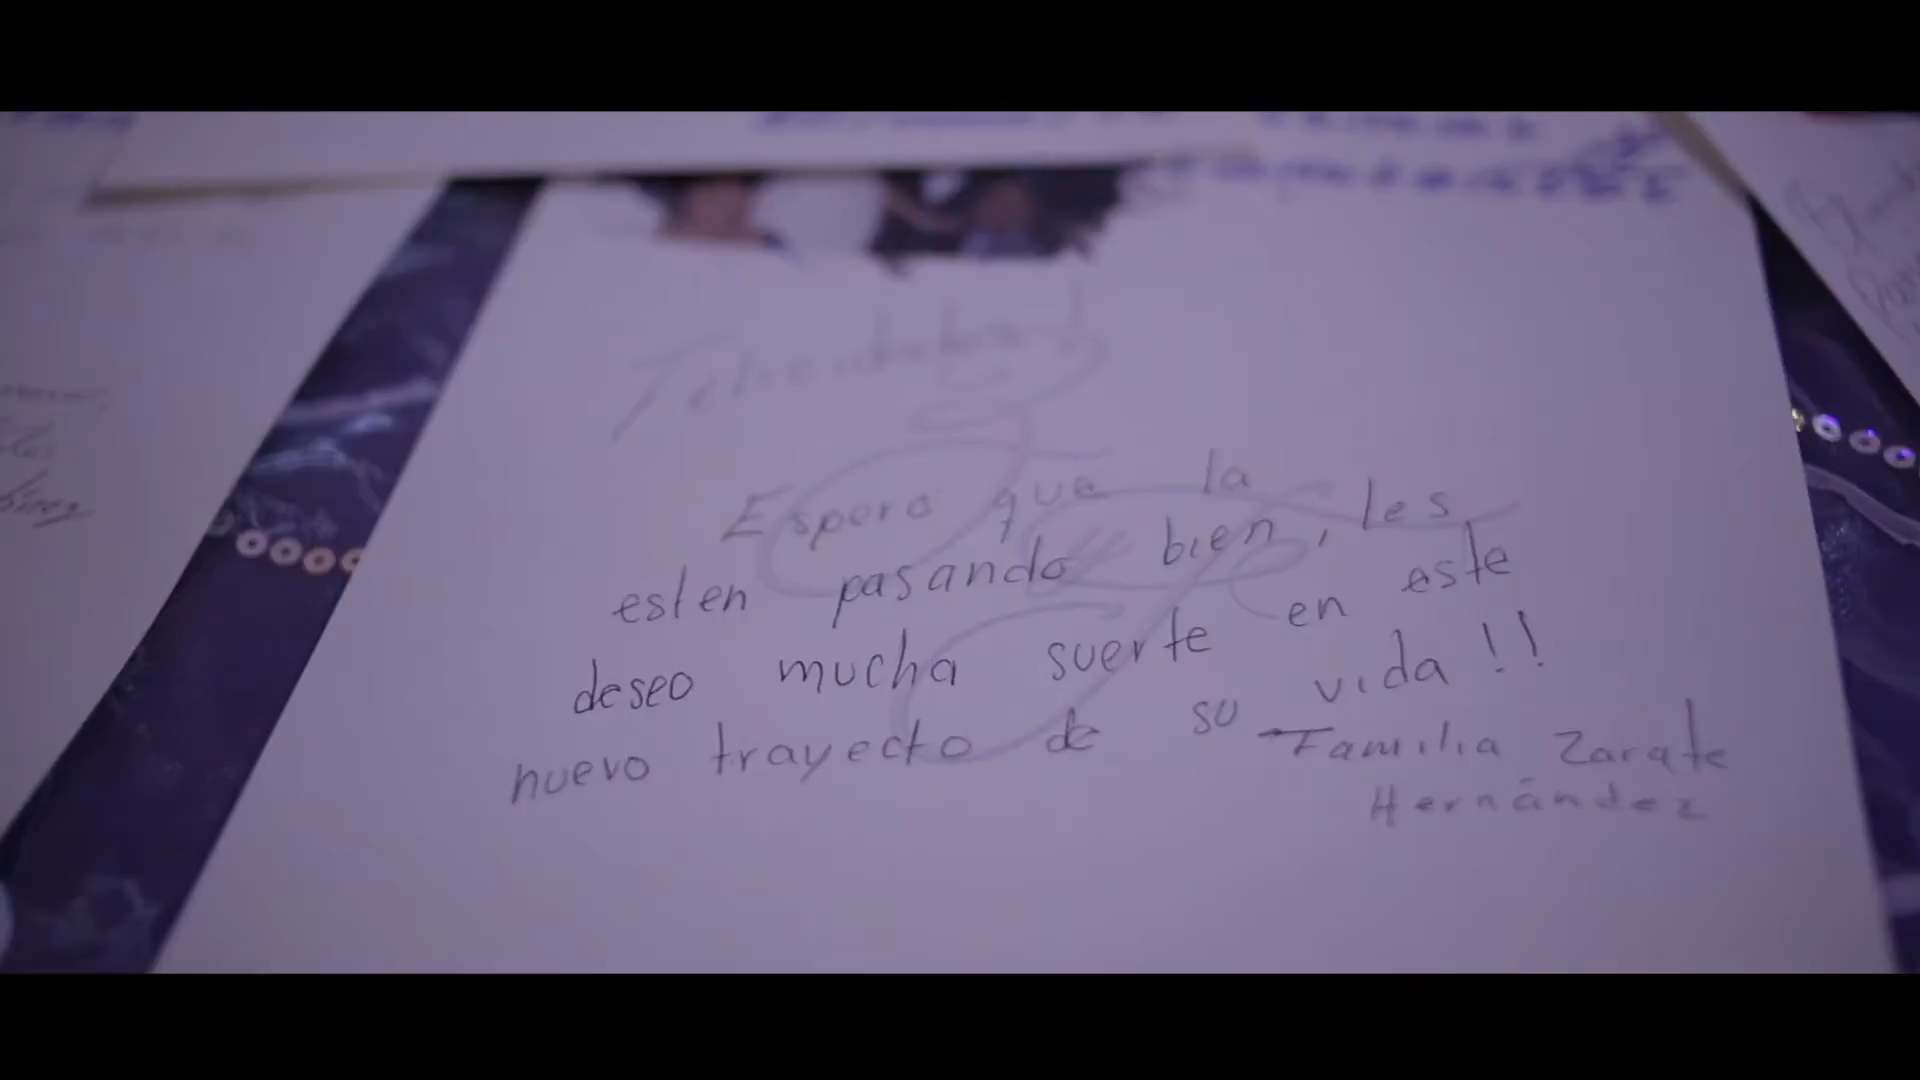 Felicidades!
Espero que la
esten pasando bien, les
deseo mucha suerte en este
nuevo trayecto de su vida!!
Familia Zarate
Hernández